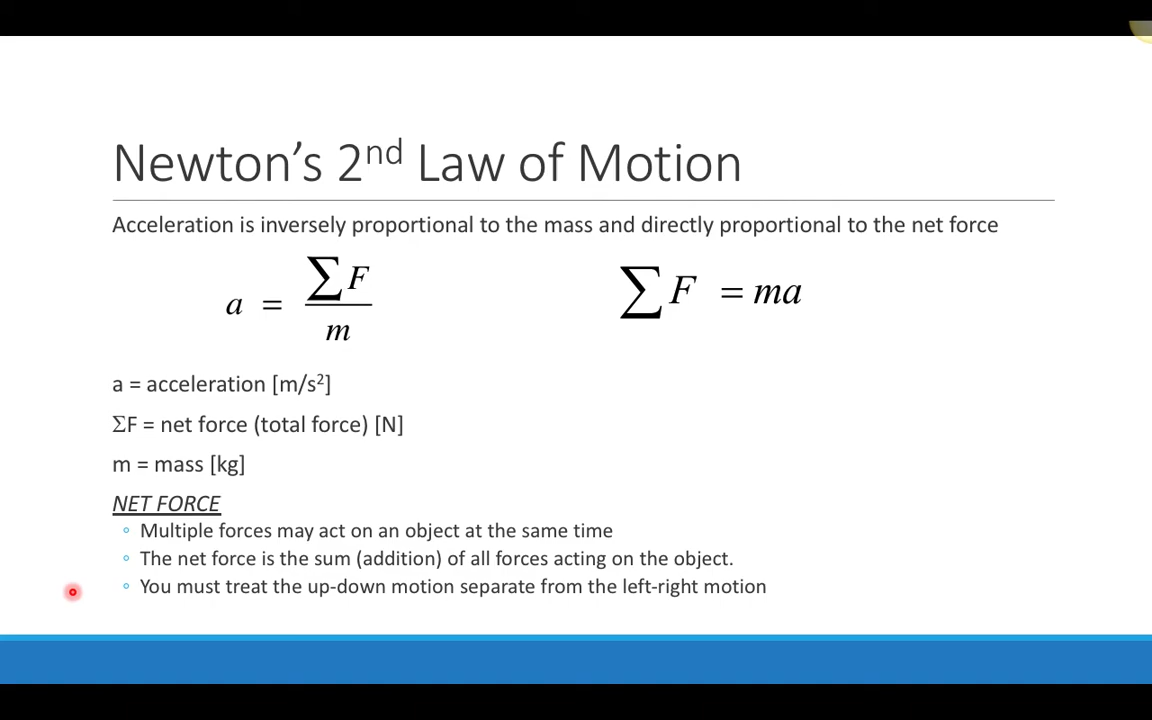 Newton's 2nd Law of Motion
Acceleration is inversely proportional to the mass and directly proportional to the net force
a = ∑F / m
∑F = ma
a = acceleration [m/s²]
ΣF = net force (total force) [N]
m = mass [kg]
NET FORCE
◦ Multiple forces may act on an object at the same time
◦ The net force is the sum (addition) of all forces acting on the object.
◦ You must treat the up-down motion separate from the left-right motion